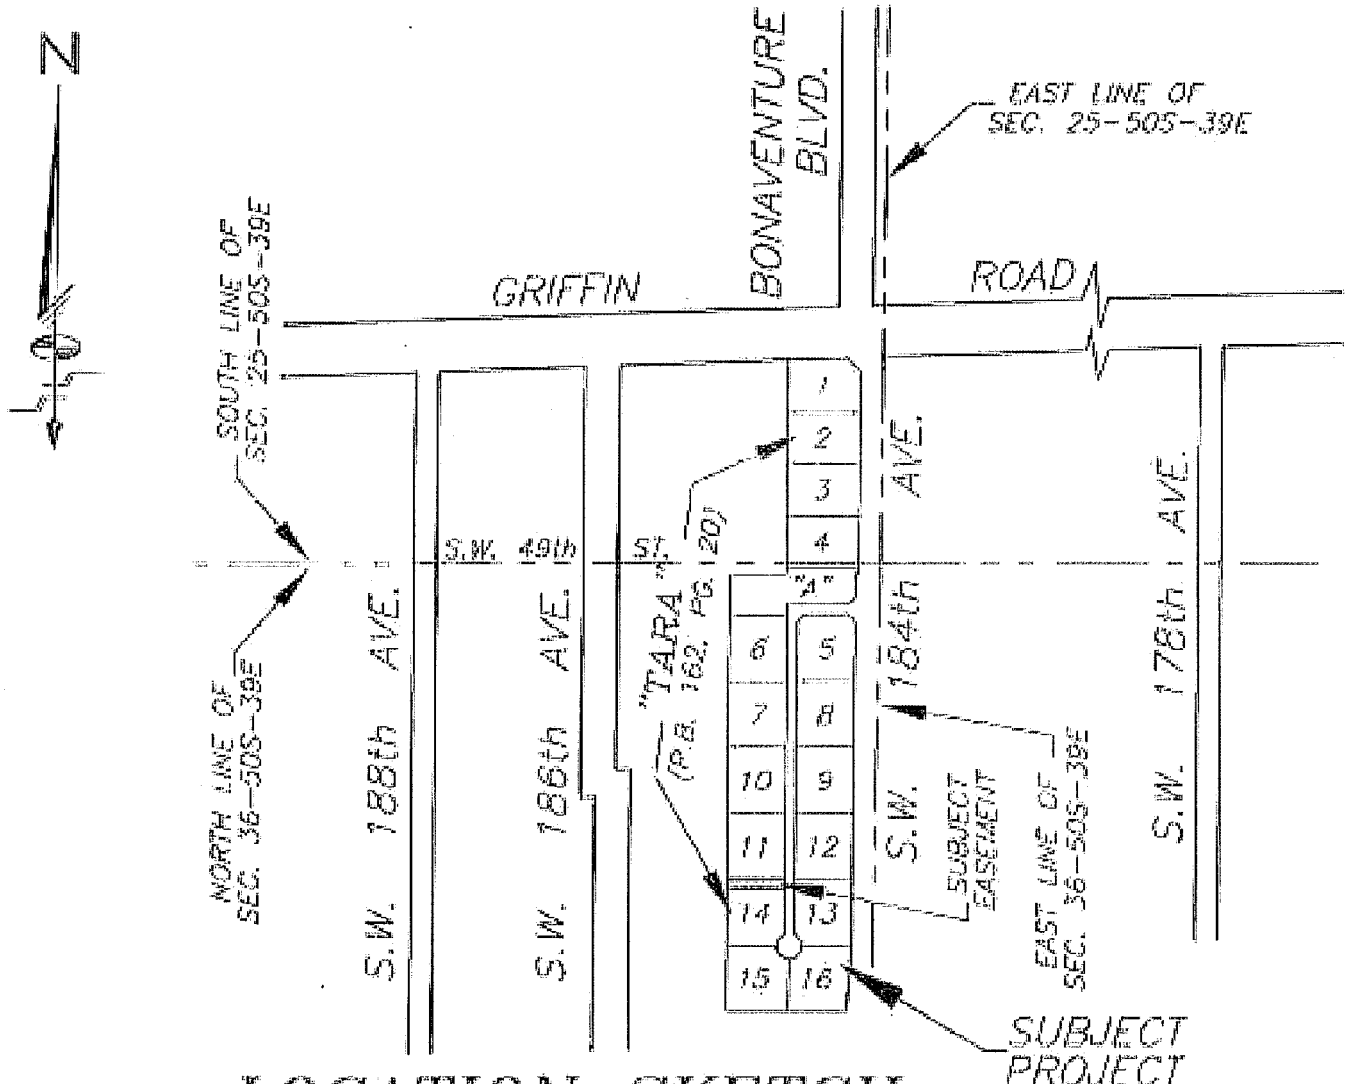 N
BONAVENTURE
BLVD.
EAST LINE OF
SEC. 25-50S-39E
SOUTH LINE OF
SEC. 25-50S-39E
GRIFFIN
ROAD
1
2
3
4
"A"
S.W. 49th ST.
"TARA"
(P.B. 162, PG. 20)
6
5
7
8
10
9
11
12
14
13
15
16
NORTH LINE OF
SEC. 36-50S-39E
S.W. 188th AVE.
S.W. 186th AVE.
S.W. 184th AVE.
S.W. 178th AVE.
SUBJECT
EASEMENT
EAST LINE OF
SEC. 36-50S-39E
SUBJECT
PROJECT
LOCATION SKETCH